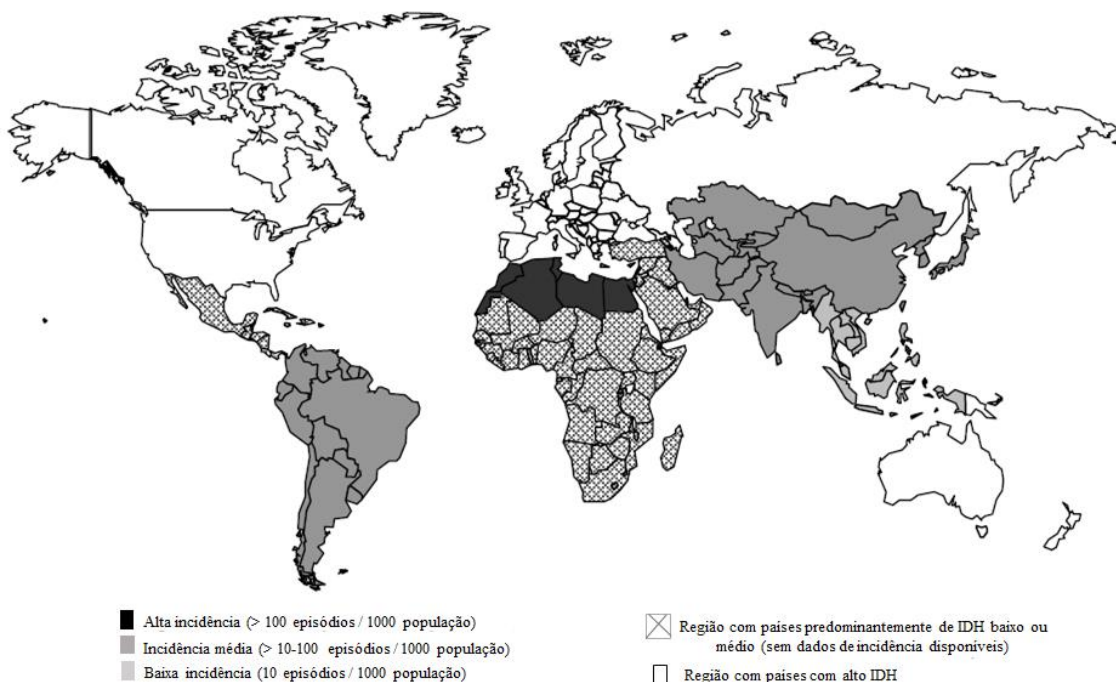 Alta incidência (> 100 episódios / 1000 população)
Incidência média (> 10-100 episódios / 1000 população)
Baixa incidência (10 episódios / 1000 população)
Região com países predominantemente de IDH baixo ou
médio (sem dados de incidência disponíveis)
Região com países com alto IDH